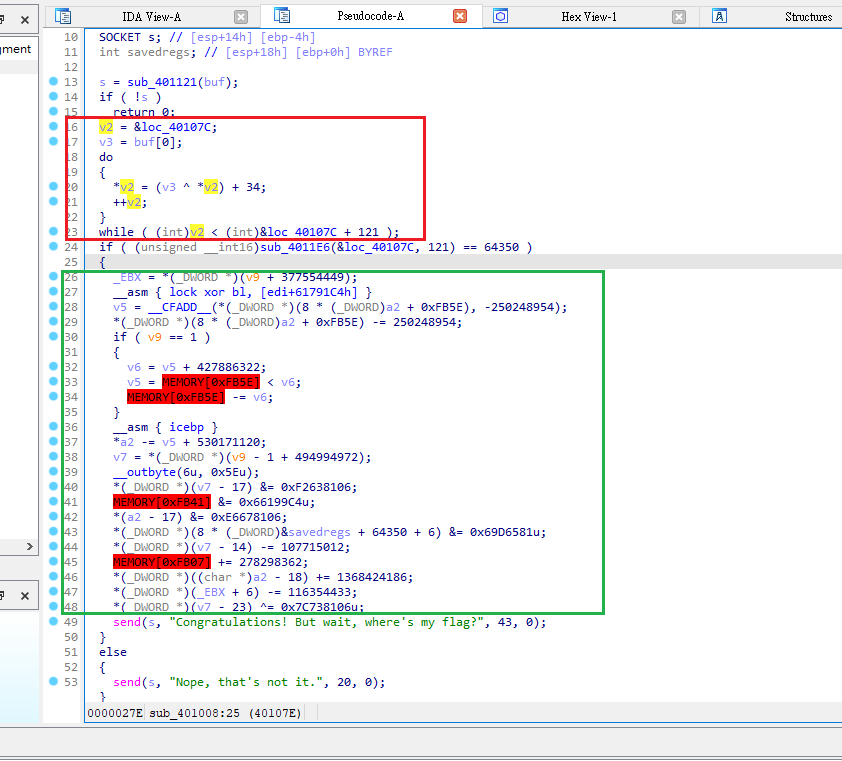 IDA View-A
Pseudocode-A
Hex View-1
Structures
gment
10 SOCKET s; // [esp+14h] [ebp-4h]
11 int savedregs; // [esp+18h] [ebp+0h] BYREF
12
13 s = sub_401121(buf);
14 if ( !s )
15 return 0;
16 v2 = &loc_40107C;
17 v3 = buf[0];
18 do
19 {
20 *v2 = (v3 ^ *v2) + 34;
21 ++v2;
22 }
23 while ( (int)v2 < (int)&loc_40107C + 121 );
24 if ( (unsigned __int16)sub_4011E6(&loc_40107C, 121) == 64350 )
25 {
26 _EBX = *(_DWORD *)(v9 + 377554449);
27 __asm { lock xor bl, [edi+61791C4h] }
28 v5 = __CFADD__(*(_DWORD *)(8 * (_DWORD)a2 + 0xFB5E), -250248954);
29 *(_DWORD *)(8 * (_DWORD)a2 + 0xFB5E) -= 250248954;
30 if ( v9 == 1 )
31 {
32 v6 = v5 + 427886322;
33 v5 = MEMORY[0xFB5E] < v6;
34 MEMORY[0xFB5E] -= v6;
35 }
36 __asm { icebp }
37 *a2 -= v5 + 530171120;
38 v7 = *(_DWORD *)(v9 - 1 + 494994972);
39 __outbyte(6u, 0x5Eu);
40 *(_DWORD *)(v7 - 17) &= 0xF2638106;
41 MEMORY[0xFB41] &= 0x66199C4u;
42 *(a2 - 17) &= 0xE6678106;
43 *(_DWORD *)(8 * (_DWORD)&savedregs + 64350 + 6) &= 0x69D6581u;
44 *(_DWORD *)(v7 - 14) -= 107715012;
45 MEMORY[0xFB07] += 278298362;
46 *(_DWORD *)((char *)a2 - 18) += 1368424186;
47 *(_DWORD *)(_EBX + 6) -= 116354433;
48 *(_DWORD *)(v7 - 23) ^= 0x7C738106u;
49 send(s, "Congratulations! But wait, where's my flag?", 43, 0);
50 }
51 else
52 {
53 send(s, "Nope, that's not it.", 20, 0);
}
0000027E sub_401008:25 (40107E)